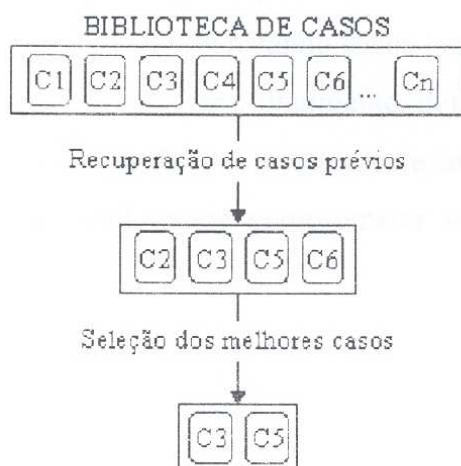 BIBLIOTECA DE CASOS
C1 C2 C3 C4 C5 C6 ... Cn
Recuperação de casos prévios
C2 C3 C5 C6
Seleção dos melhores casos
C3 C5